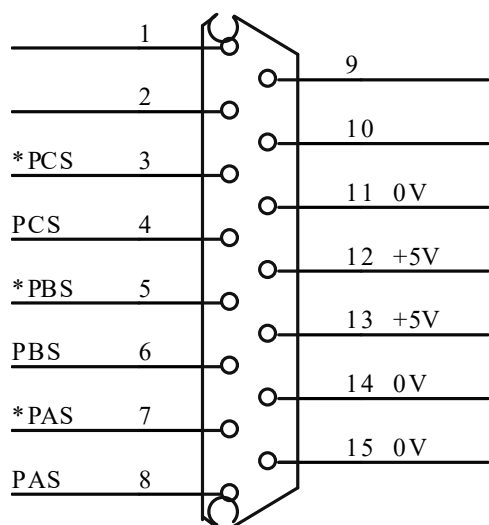 1
2
*PCS 3
PCS 4
*PBS 5
PBS 6
*PAS 7
PAS 8
9
10
11 0V
12 +5V
13 +5V
14 0V
15 0V